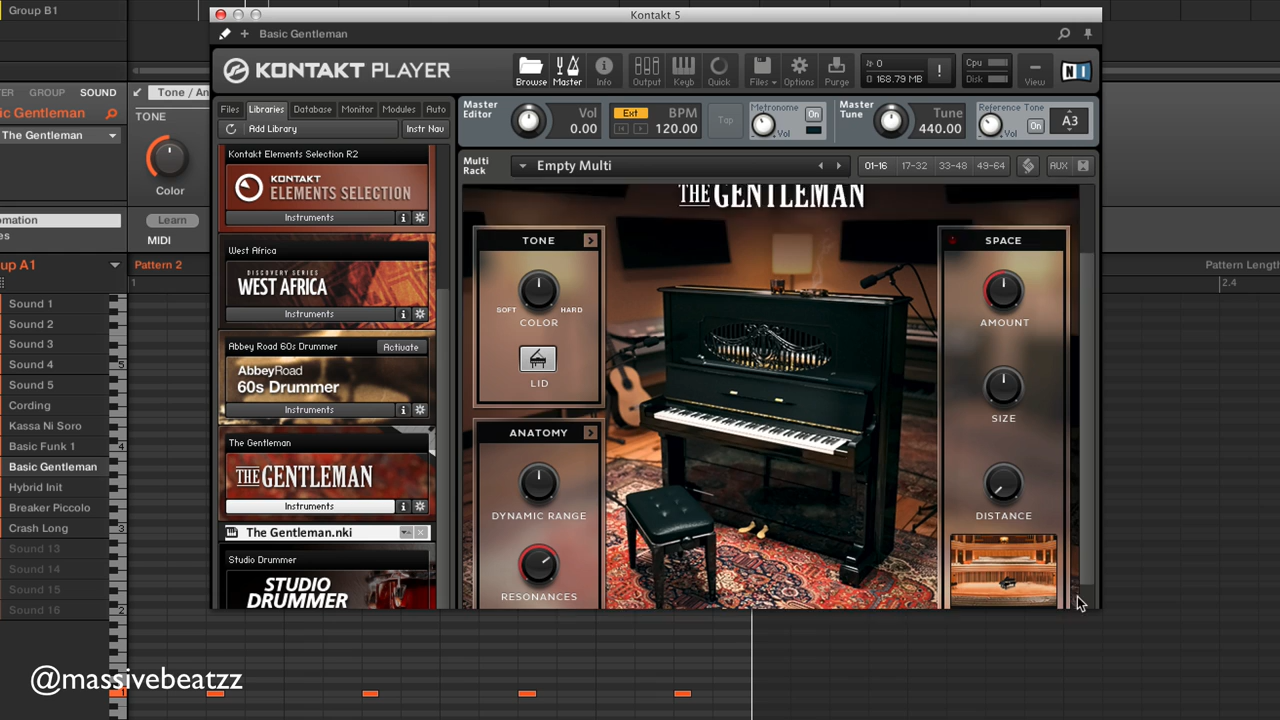 Group B1
Kontakt 5
Basic Gentleman
KONTAKT PLAYER
Browse Master Info Output Keyb Quick Files Options Purge
0
168.79 MB
!
Cpu
Disk
View
NI
GROUP SOUND
Tone / An
TONE
The Gentleman
Color
Learn
MIDI
Pattern 2
1
Files Libraries Database Monitor Modules Auto
Add Library Instr Nav
Master Editor
Vol
0.00
Ext
BPM
120.00
Tap
Metronome
On
Vol
Master Tune
Tune
440.00
Reference Tone
Vol
On
A3
Multi Rack
Empty Multi
01-16 17-32 33-48 49-64
AUX
Kontakt Elements Selection R2
KONTAKT
ELEMENTS SELECTION
Instruments
West Africa
DISCOVERY SERIES
WEST AFRICA
Instruments
Abbey Road 60s Drummer Activate
AbbeyRoad
60s Drummer
Instruments
The Gentleman
THE GENTLEMAN
Instruments
The Gentleman.nki
Studio Drummer
STUDIO
DRUMMER
THE GENTLEMAN
TONE
SOFT HARD
COLOR
LID
ANATOMY
DYNAMIC RANGE
RESONANCES
SPACE
AMOUNT
SIZE
DISTANCE
Pattern Length
2.4
Sound 1
Sound 2
Sound 3
Sound 4
Sound 5
Cording
Kassa Ni Soro
Basic Funk 1
Basic Gentleman
Hybrid Init
Breaker Piccolo
Crash Long
Sound 13
Sound 14
Sound 15
Sound 16
5
4
3
2
@massivebeatzz